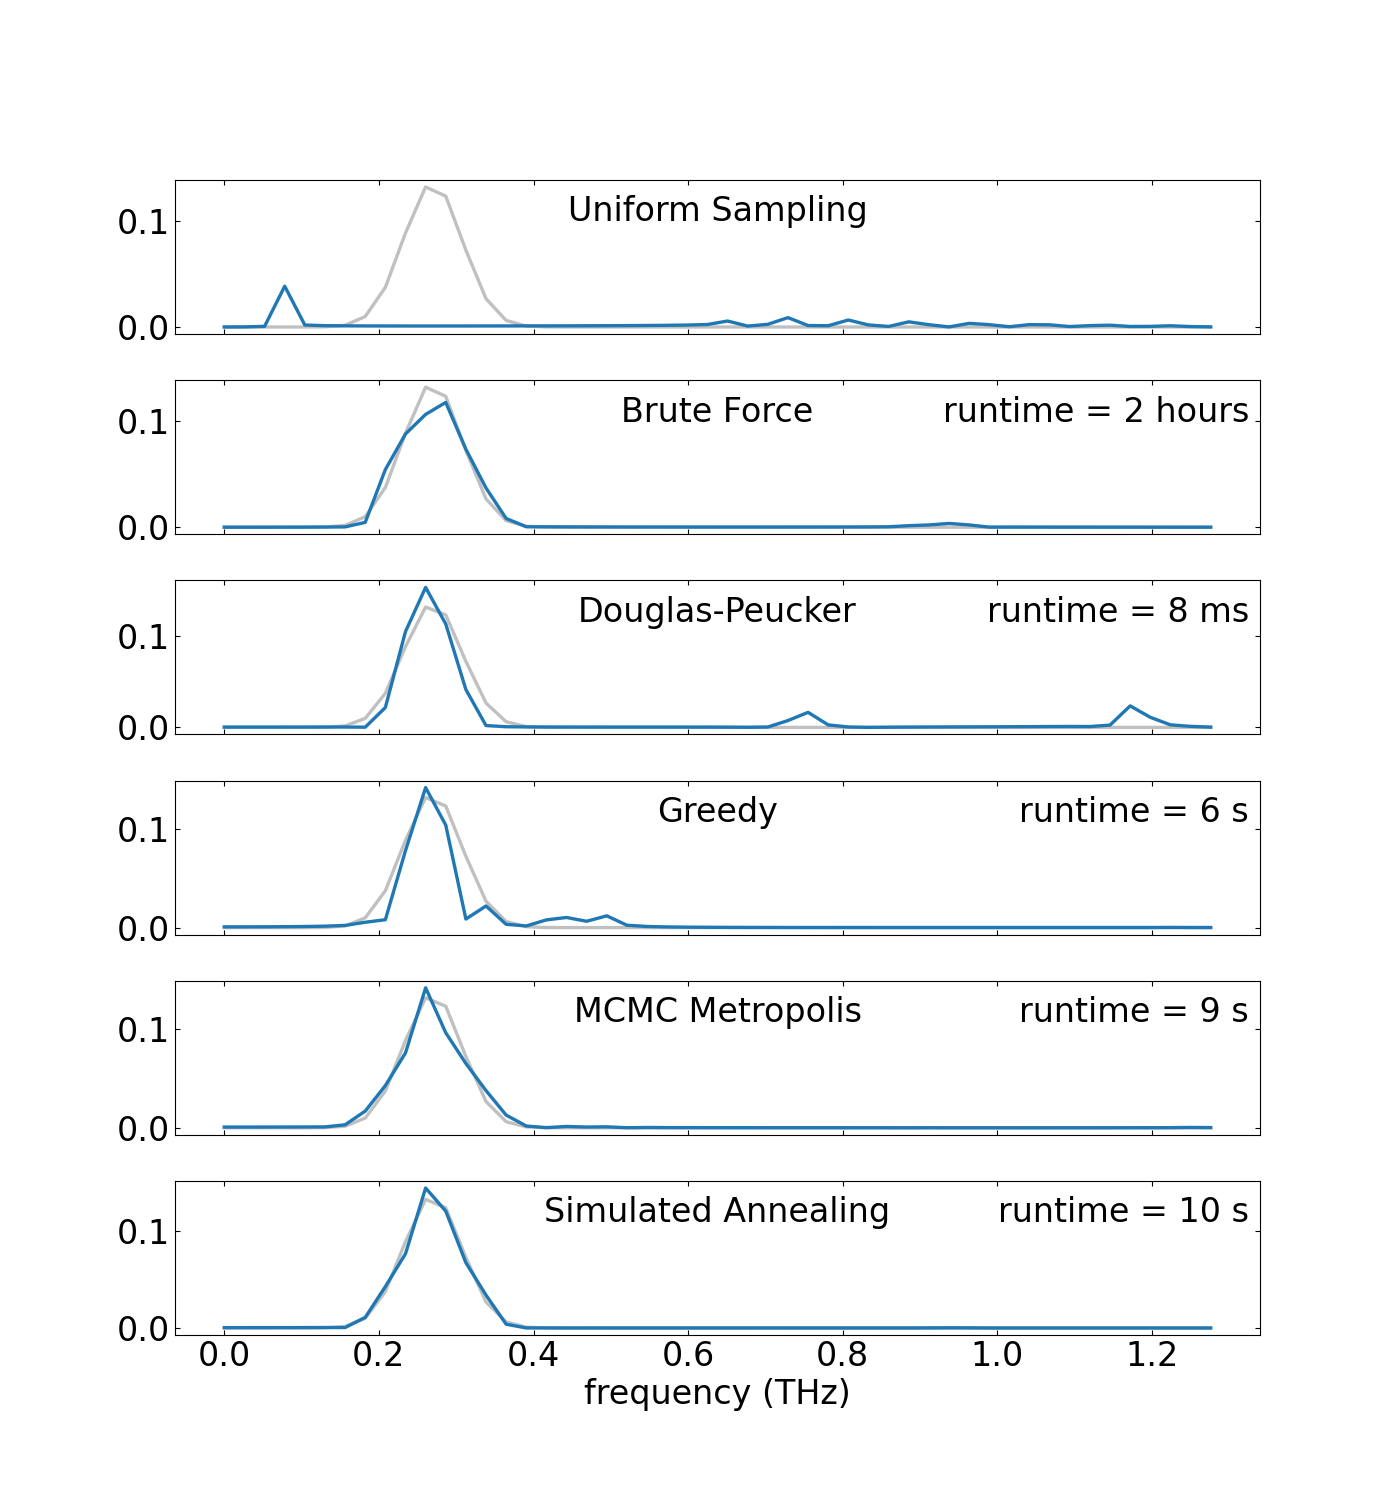 Uniform Sampling
0.1
0.0
Brute Force runtime = 2 hours
0.1
0.0
Douglas-Peucker runtime = 8 ms
0.1
0.0
Greedy runtime = 6 s
0.1
0.0
MCMC Metropolis runtime = 9 s
0.1
0.0
Simulated Annealing runtime = 10 s
0.1
0.0
0.0 0.2 0.4 0.6 0.8 1.0 1.2
frequency (THz)